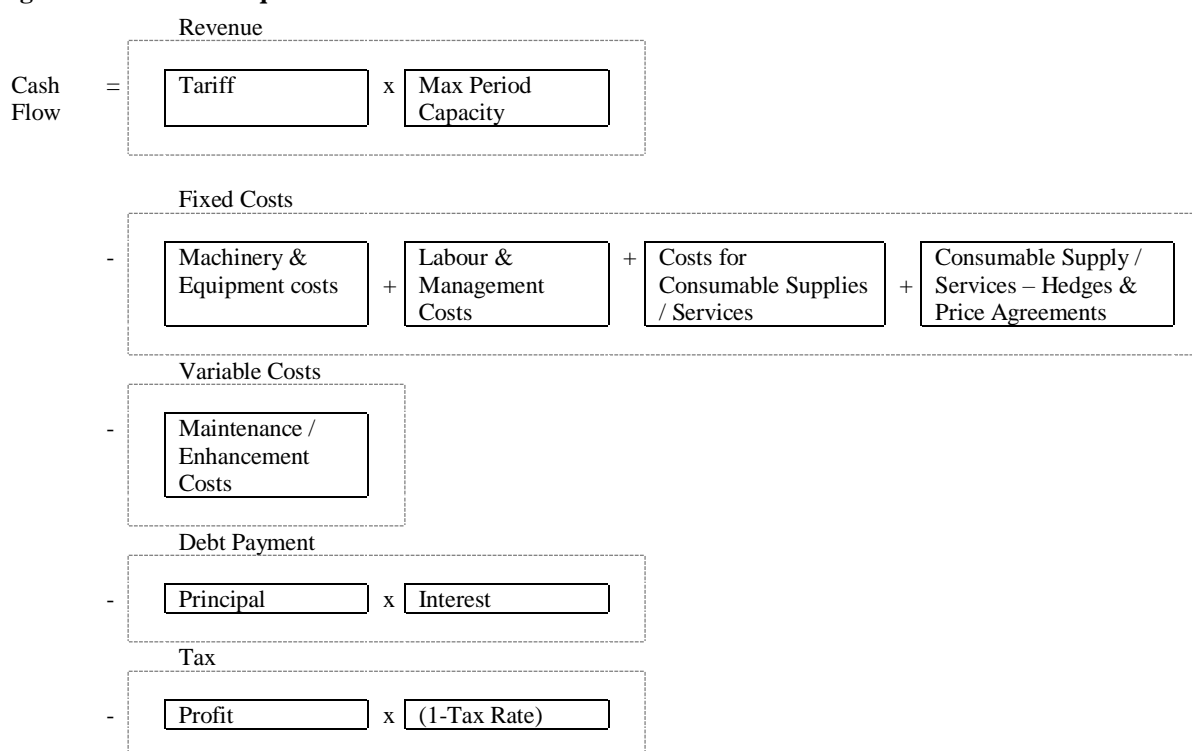 Revenue
Cash Flow
=
Tariff
x
Max Period
Capacity
Fixed Costs
-
Machinery &
Equipment costs
+
Labour &
Management
Costs
+
Costs for
Consumable Supplies
/ Services
+
Consumable Supply /
Services – Hedges &
Price Agreements
Variable Costs
-
Maintenance /
Enhancement
Costs
Debt Payment
-
Principal
x
Interest
Tax
-
Profit
x
(1-Tax Rate)